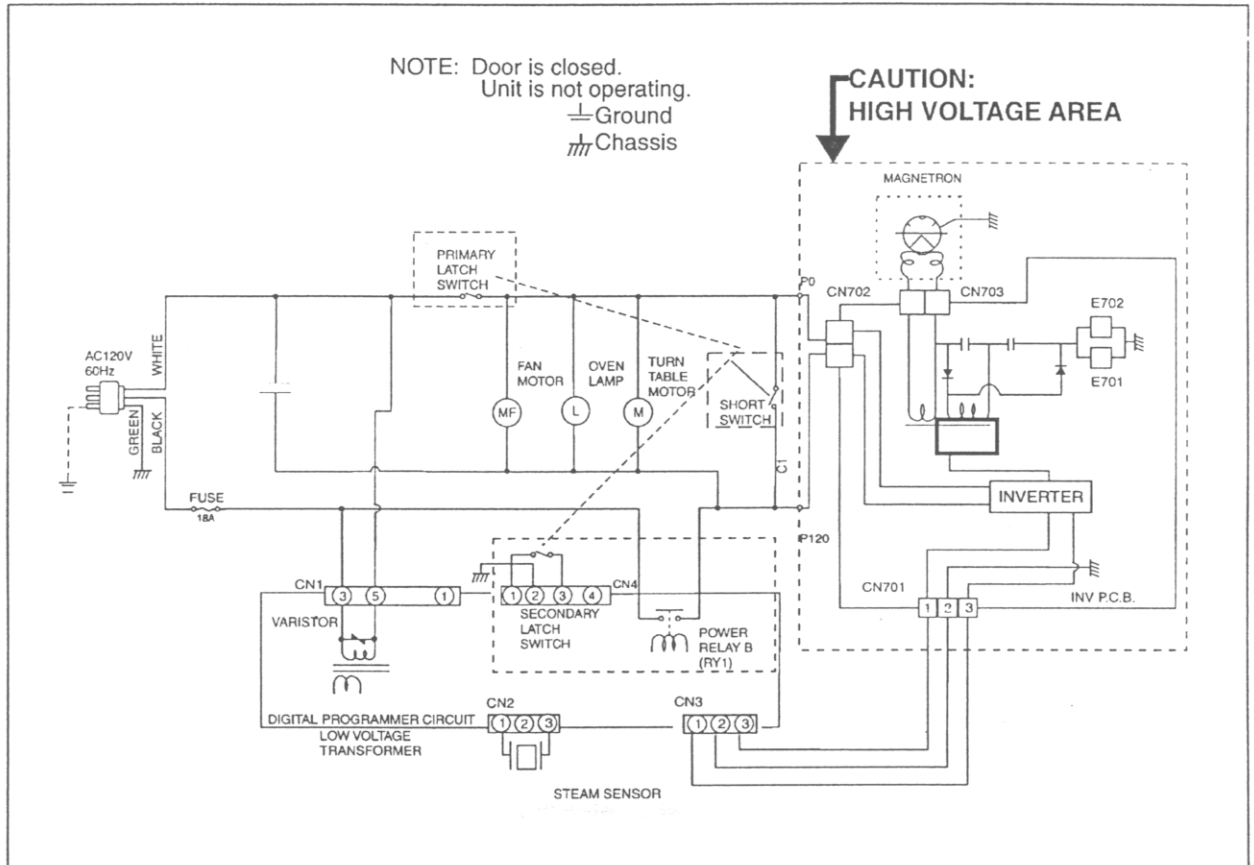 NOTE: Door is closed.
Unit is not operating.
Ground
Chassis
CAUTION:
HIGH VOLTAGE AREA
MAGNETRON
PRIMARY
LATCH
SWITCH
P0
CN702
CN703
E702
E701
AC120V
60Hz
WHITE
GREEN
BLACK
FAN
MOTOR
OVEN
LAMP
TURN
TABLE
MOTOR
MF
L
M
SHORT
SWITCH
C1
FUSE
18A
INVERTER
P120
CN1
3 5 1
VARISTOR
1 2 3 4
CN4
SECONDARY
LATCH
SWITCH
POWER
RELAY B
(RY1)
CN701
1 2 3
INV P.C.B.
CN2
1 2 3
CN3
1 2 3
DIGITAL PROGRAMMER CIRCUIT
LOW VOLTAGE
TRANSFORMER
STEAM SENSOR